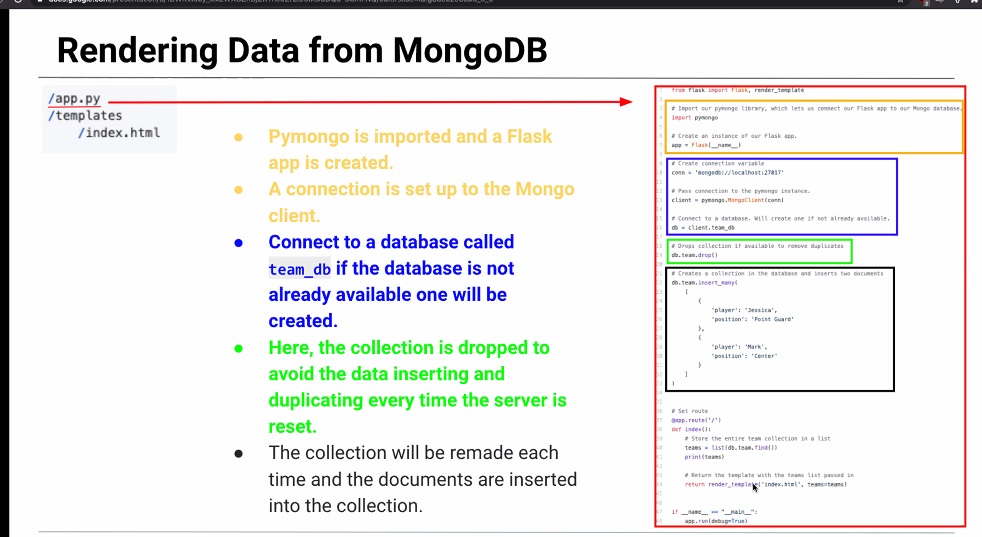 Rendering Data from MongoDB
/app.py
/templates
/index.html
Pymongo is imported and a Flask
app is created.
A connection is set up to the Mongo
client.
Connect to a database called
team_db if the database is not
already available one will be
created.
Here, the collection is dropped to
avoid the data inserting and
duplicating every time the server is
reset.
The collection will be remade each
time and the documents are inserted
into the collection.
from flask import Flask, render_template
# Import our pymongo library, which lets us connect our Flask app to our Mongo database.
import pymongo
# Create an instance of our Flask app.
app = Flask(__name__)
# Create connection variable
conn = 'mongodb://localhost:27017'
# Pass connection to the pymongo instance.
client = pymongo.MongoClient(conn)
# Connect to a database. Will create one if not already available.
db = client.team_db
# Drops collection if available to remove duplicates
db.team.drop()
# Creates a collection in the database and inserts two documents
db.team.insert_many(
[
{
'player': 'Jessica',
'position': 'Point Guard'
},
{
'player': 'Mark',
'position': 'Center'
}
]
)
# Set route
@app.route('/')
def index():
# Store the entire team collection in a list
teams = list(db.team.find())
print(teams)
# Return the template with the teams list passed in
return render_template('index.html', teams=teams)
if __name__ == "__main__":
app.run(debug=True)